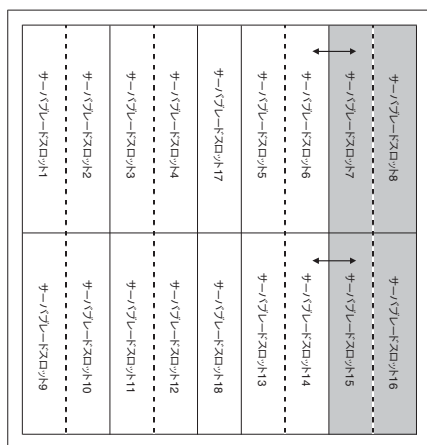 サーバブレードスロット1
サーバブレードスロット2
サーバブレードスロット3
サーバブレードスロット4
サーバブレードスロット17
サーバブレードスロット5
サーバブレードスロット6
サーバブレードスロット7
サーバブレードスロット8
サーバブレードスロット9
サーバブレードスロット10
サーバブレードスロット11
サーバブレードスロット12
サーバブレードスロット18
サーバブレードスロット13
サーバブレードスロット14
サーバブレードスロット15
サーバブレードスロット16